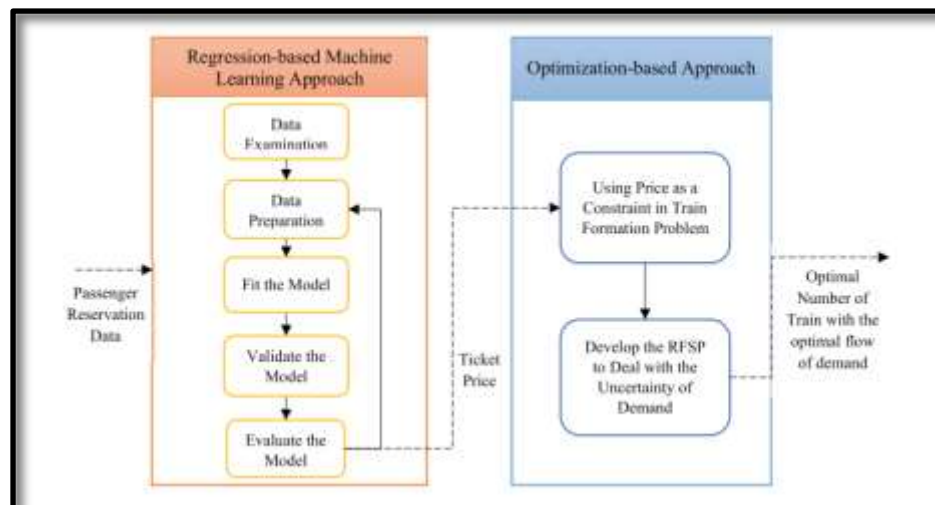 Regression-based Machine
Learning Approach
Data
Examination
Data
Preparation
Fit the Model
Validate the
Model
Evaluate the
Model
Passenger
Reservation
Data
Ticket
Price
Optimization-based Approach
Using Price as a
Constraint in Train
Formation Problem
Develop the RFSP
to Deal with the
Uncertainty of
Demand
Optimal
Number of
Train with the
optimal flow
of demand